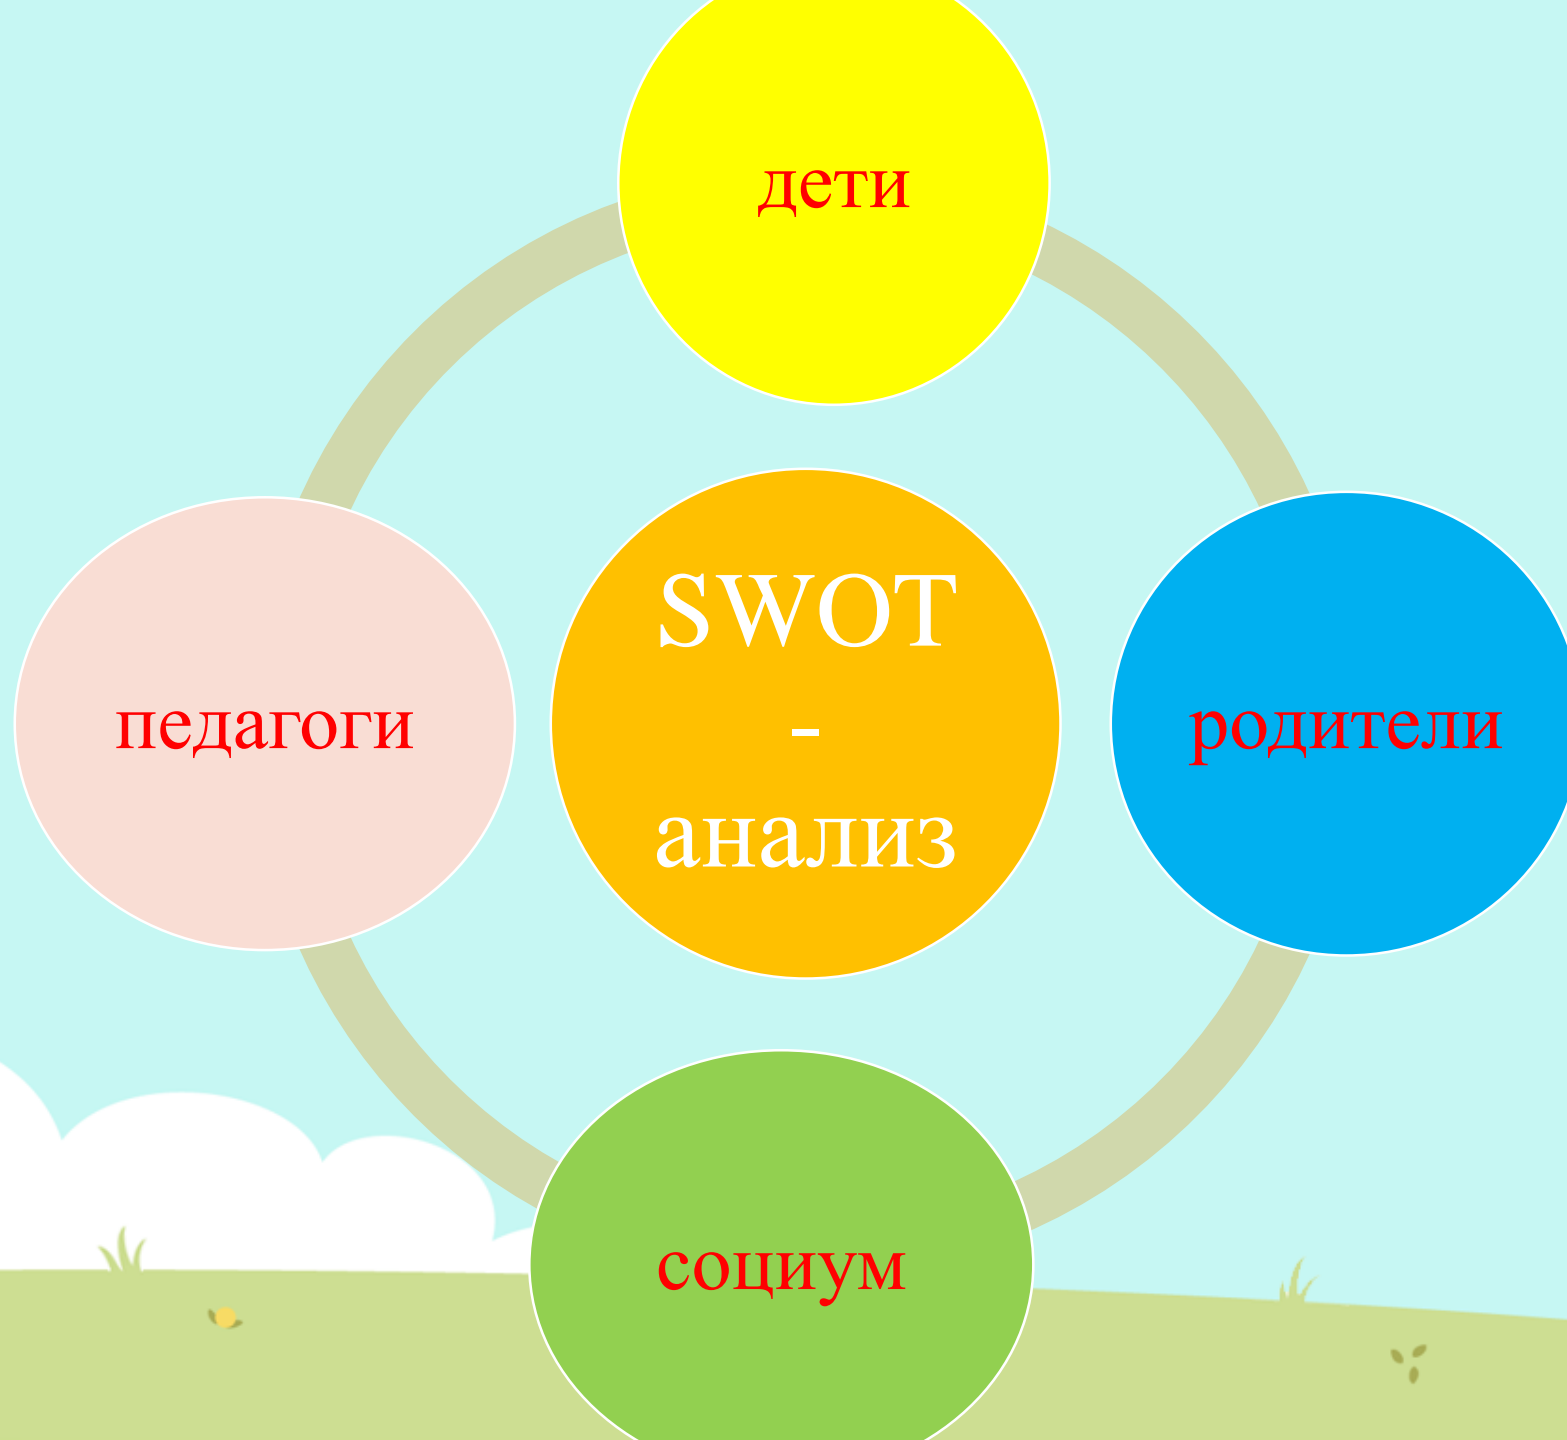 дети
педагоги
SWOT
-
анализ
родители
социум